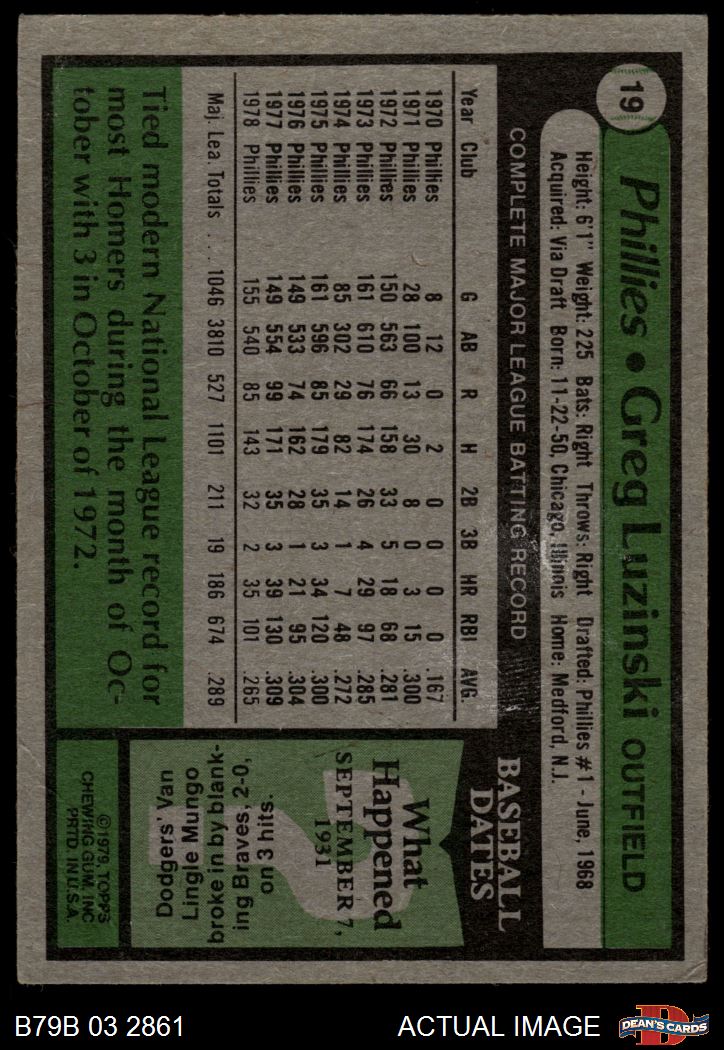 19
Phillies • Greg Luzinski OUTFIELD
Height: 6'1" Weight: 225 Bats: Right Throws: Right Drafted: Phillies #1 - June, 1968
Acquired: Via Draft Born: 11-22-50, Chicago, Illinois Home: Medford, N.J.
COMPLETE MAJOR LEAGUE BATTING RECORD
Year Club G AB R H 2B 3B HR RBI AVG.
1970 Phillies 8 12 0 2 0 0 0 0 .167
1971 Phillies 28 100 13 30 8 0 3 15 .300
1972 Phillies 150 563 66 158 33 5 18 68 .281
1973 Phillies 161 610 76 174 26 4 29 97 .285
1974 Phillies 85 302 29 82 14 1 7 48 .272
1975 Phillies 161 596 85 179 35 3 34 120 .300
1976 Phillies 149 533 74 162 28 1 21 95 .304
1977 Phillies 149 554 99 171 35 3 39 130 .309
1978 Phillies 155 540 85 143 32 2 35 101 .265
Maj. Lea. Totals . . . 1046 3810 527 1101 211 19 186 674 .289
Tied modern National League record for
most Homers during the month of Oc-
tober with 3 in October of 1972.
BASEBALL
DATES
What
Happened
SEPTEMBER 7,
1931
Dodgers' Van
Lingle Mungo
broke in by blank-
ing Braves, 2-0,
on 3 hits.
©1979, TOPPS
CHEWING GUM, INC
PRTD. IN U.S.A.
B79B 03 2861
ACTUAL IMAGE
D
DEAN'S CARDS